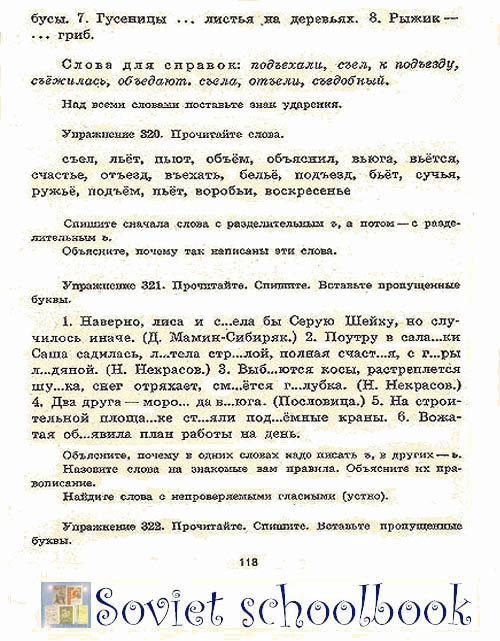 бусы. 7. Гусеницы ... листья на деревьях. 8. Рыжик —
... гриб.
Слова для справок: подъехали, съел, к подъезду,
съёжилась, объедают. съела, отъели, съедобный.
Над всеми словами поставьте знак ударения.
Упражнение 320. Прочитайте слова.
съел, льёт, пьют, объём, объяснил, вьюга, вьётся,
счастье, отъезд, въехать, бельё, подъезд, бьёт, сучья,
ружьё, подъём, пьёт, воробьи, воскресенье
Спишите сначала слова с разделительным ъ, а потом — с разде-
лительным ь.
Объясните, почему так написаны эти слова.
Упражнение 321. Прочитайте. Спишите. Вставьте пропущенные
буквы.
1. Наверно, лиса и с...ела бы Серую Шейку, но слу-
чилось иначе. (Д. Мамин-Сибиряк.) 2. Поутру в сала...ки
Саша садилась, л...тела стр...лой, полная счаст...я, с г...ры
л...дяной. (Н. Некрасов.) 3. Выб...ются косы, растреплется
шу...ка, снег отряхает, см...ётся г...лубка. (Н. Некрасов.)
4. Два друга — моро... да в...юга. (Пословица.) 5. На строи-
тельной площа...ке ст...яли под...ёмные краны. 6. Вожа-
тая об...явила план работы на день.
Объясните, почему в одних словах надо писать ъ, в других — ь.
Назовите слова на знакомые вам правила. Объясните их пра-
вописание.
Найдите слова с непроверяемыми гласными (устно).
Упражнение 322. Прочитайте. Спишите. Вставьте пропущенные
буквы.
118
Soviet schoolbook